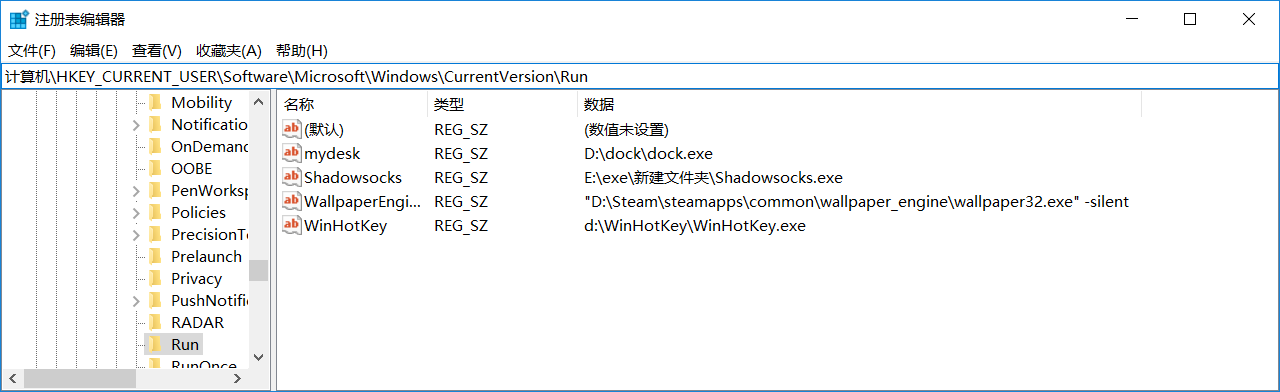 注册表编辑器
文件(F) 编辑(E) 查看(V) 收藏夹(A) 帮助(H)
计算机\HKEY_CURRENT_USER\Software\Microsoft\Windows\CurrentVersion\Run
Mobility
Notificatio
OnDemand
OOBE
PenWorksp
Policies
PrecisionTo
Prelaunch
Privacy
PushNotifi
RADAR
Run
RunOnce
名称 类型 数据
(默认) REG_SZ (数值未设置)
mydesk REG_SZ D:\dock\dock.exe
Shadowsocks REG_SZ E:\exe\新建文件夹\Shadowsocks.exe
WallpaperEngi... REG_SZ "D:\Steam\steamapps\common\wallpaper_engine\wallpaper32.exe" -silent
WinHotKey REG_SZ d:\WinHotKey\WinHotKey.exe